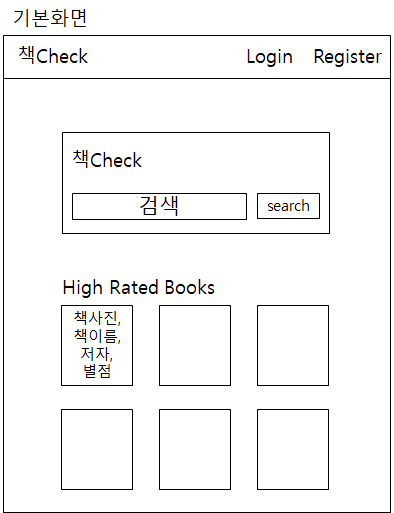 기본화면
책Check Login Register
책Check
검색 search
High Rated Books
책사진,
책이름,
저자,
별점